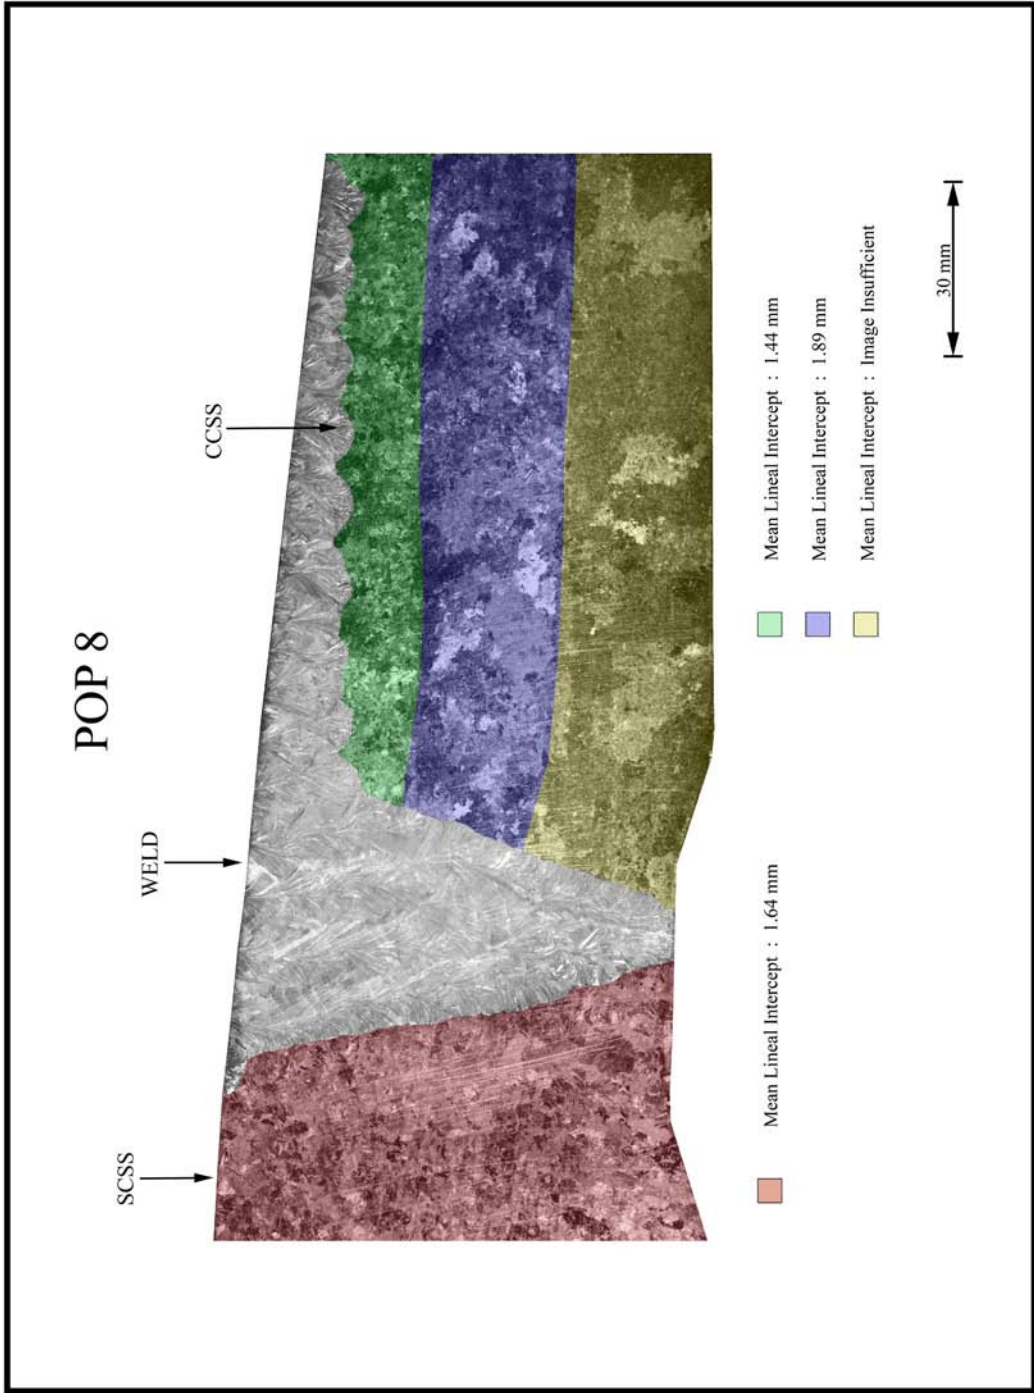 POP 8
SCSS
WELD
CCSS
Mean Lineal Intercept : 1.64 mm
Mean Lineal Intercept : 1.44 mm
Mean Lineal Intercept : 1.89 mm
Mean Lineal Intercept : Image Insufficient
30 mm